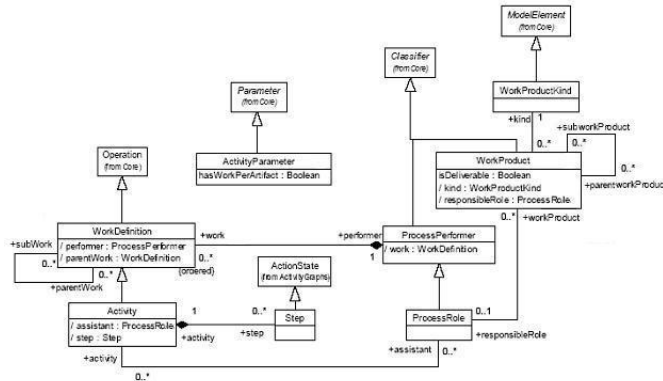 ModelElement
(from Core)
Classifier
(from Core)
Parameter
(from Core)
WorkProductKind
+kind
1
+subworkProduct
0..*
0..*
0..*
+parentworkProduct
Operation
(from Core)
ActivityParameter
hasWorkPerArtifact : Boolean
WorkProduct
isDeliverable : Boolean
/ kind : WorkProductKind
/ responsibleRole : ProcessRole
0..*
+workProduct
WorkDefinition
/ performer : ProcessPerformer
/ parentWork : WorkDefinition
+subWork
0..*
0..*
+parentWork
+work
0..*
{ordered}
+performer
1
ProcessPerformer
/ work : WorkDefinition
ActionState
(from ActivityGraphs)
Activity
/ assistant : ProcessRole
/ step : Step
1
+activity
0..*
+step
Step
ProcessRole
0..1
+responsibleRole
+activity
0..*
+assistant
0..*